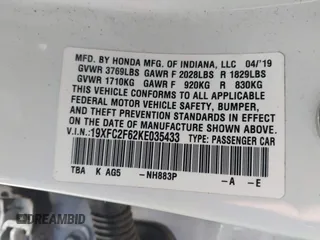 MFD. BY HONDA MFG OF INDIANA, LLC 04/'19
GVWR 3769LBS GAWR F 2028LBS R 1829LBS
GVWR 1710KG GAWR F 920KG R 830KG
THIS VEHICLE CONFORMS TO ALL APPLICABLE
FEDERAL MOTOR VEHICLE SAFETY, BUMPER,
AND THEFT PREVENTION STANDARDS IN
EFFECT ON THE DATE OF MANUFACTURE
SHOWN ABOVE.
V.I.N.:19XFC2F62KE035433 TYPE: PASSENGER CAR
TBA K AG5 -NH883P -A -E
DREAMBID